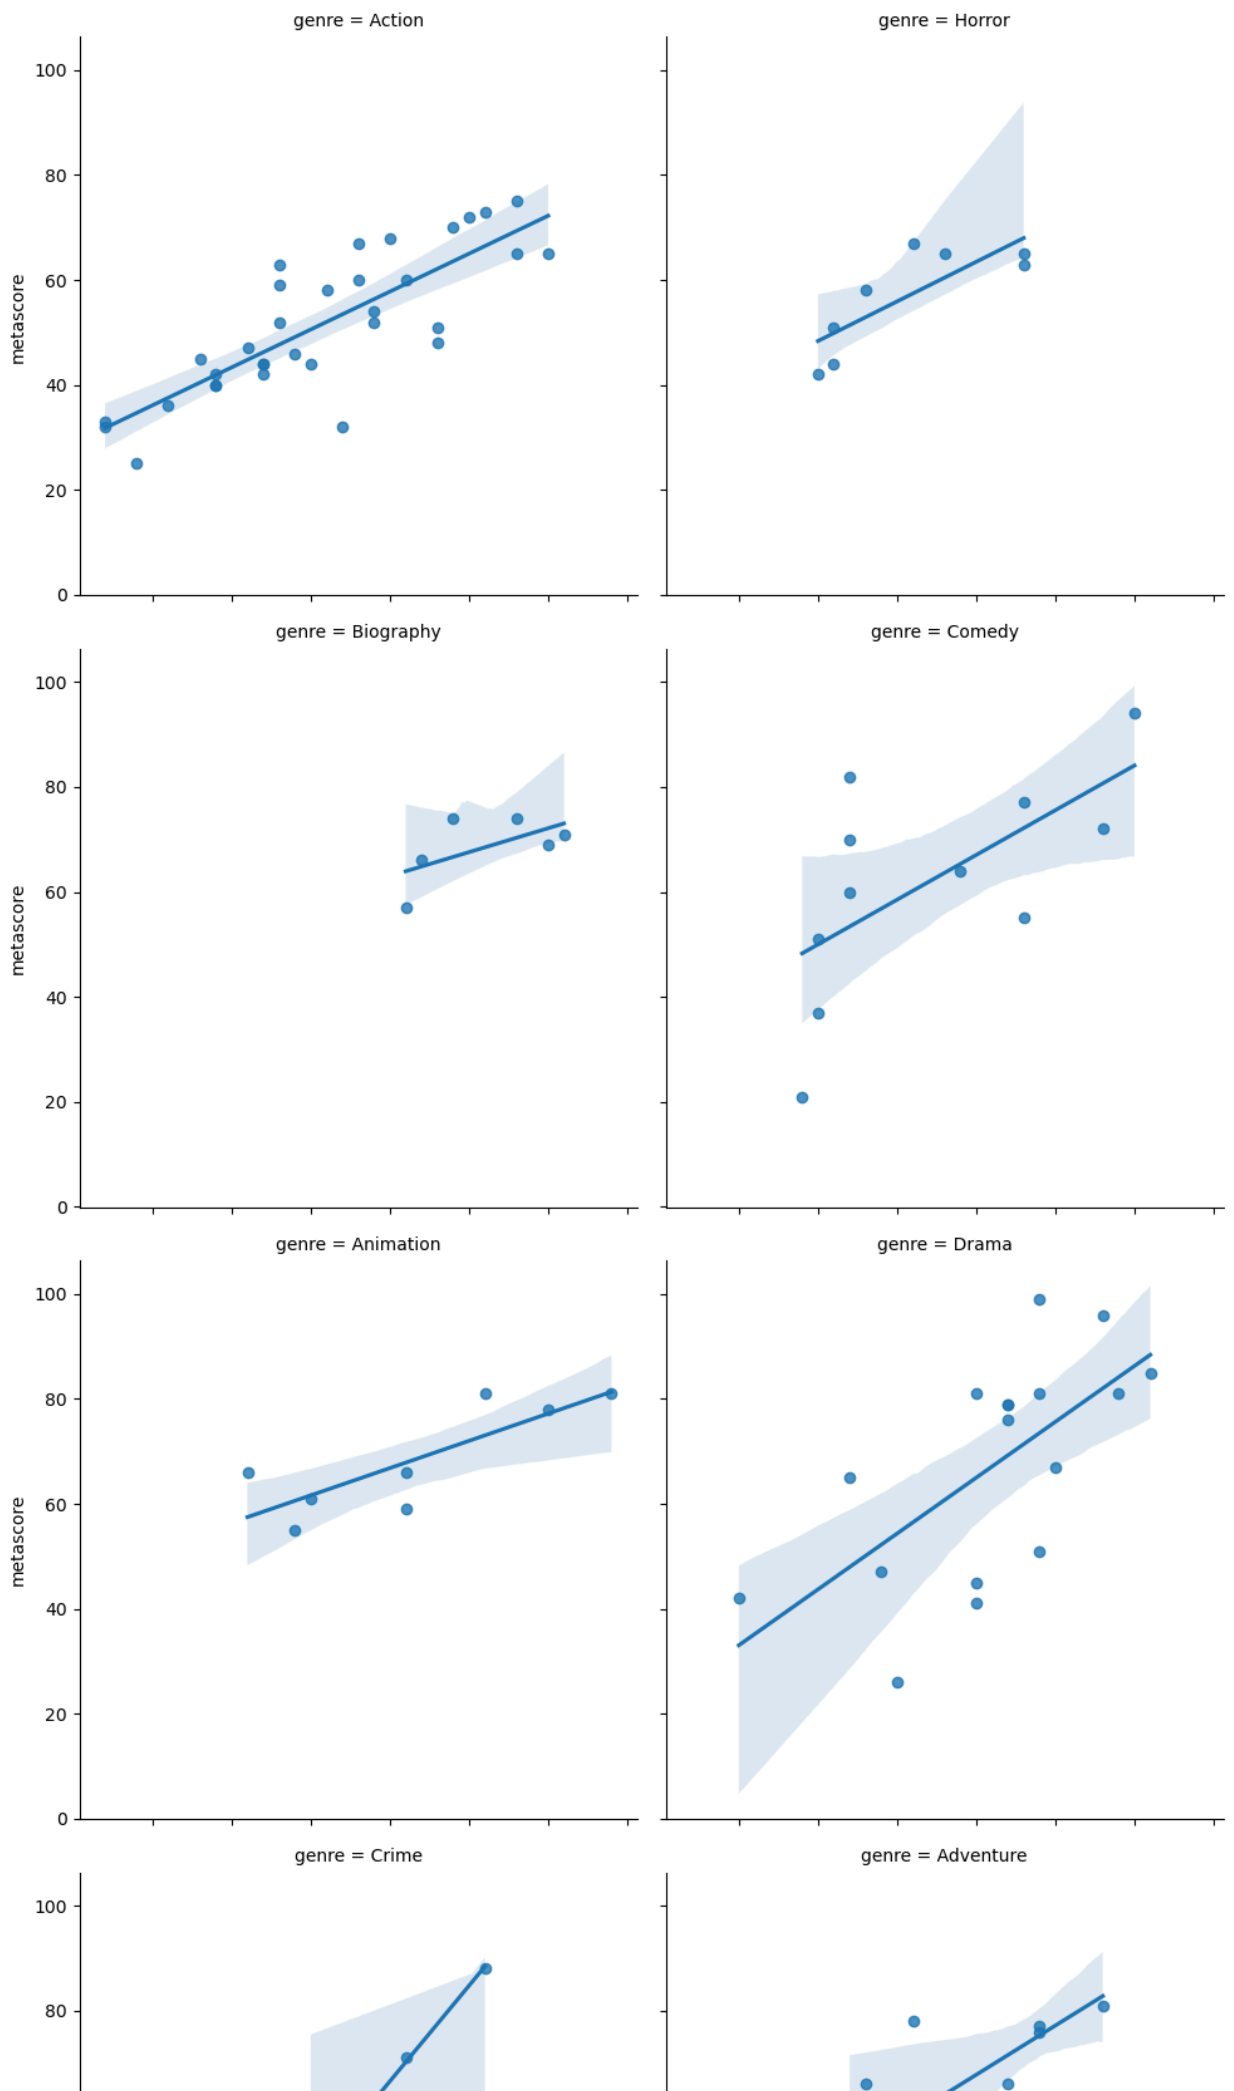 genre = Action
genre = Horror
100
80
60
40
20
0
metascore
genre = Biography
genre = Comedy
100
80
60
40
20
0
metascore
genre = Animation
genre = Drama
100
80
60
40
20
0
metascore
genre = Crime
genre = Adventure
100
80